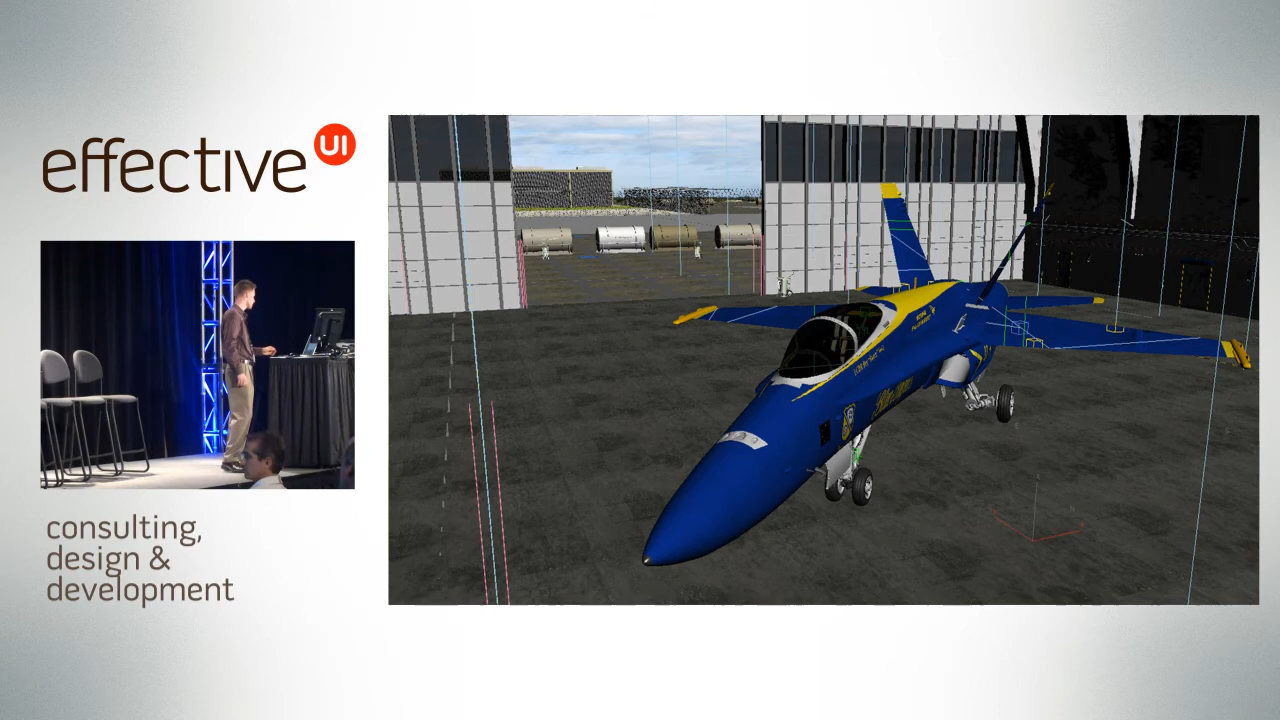 effective UI
consulting,
design &
development